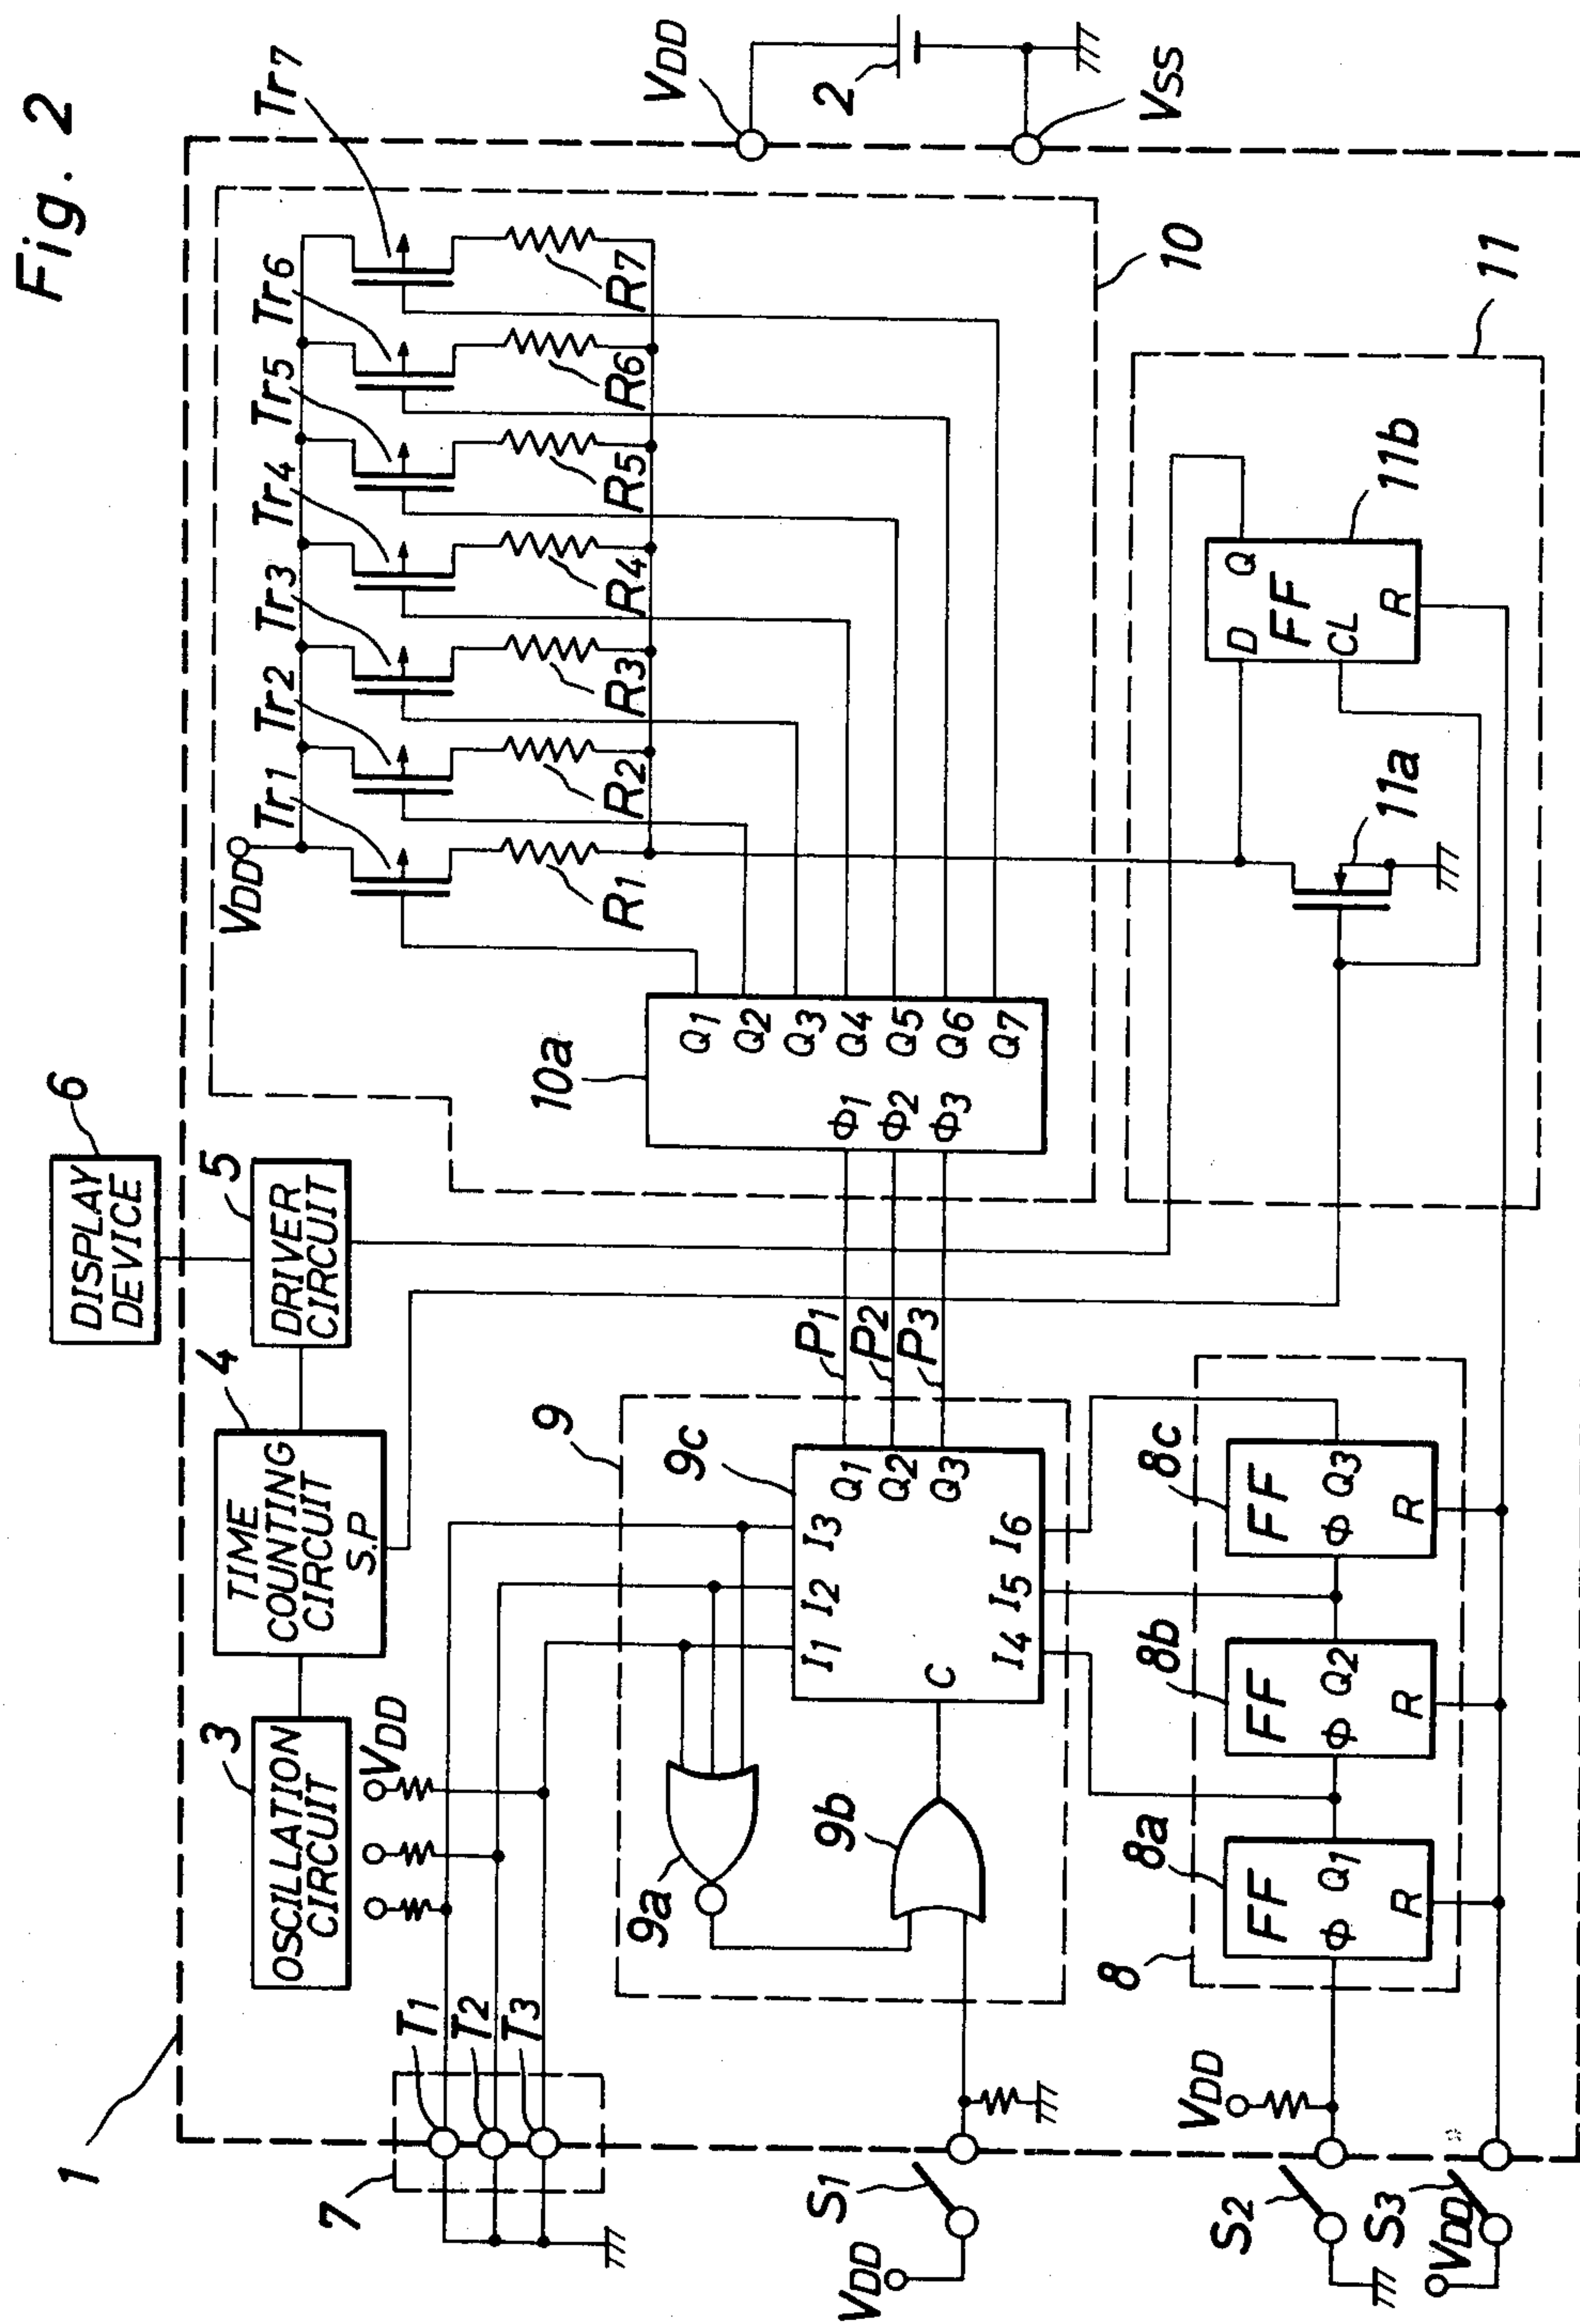 Fig. 2
1
DISPLAY
DEVICE
6
OSCILLATION
CIRCUIT
3
TIME
COUNTING
CIRCUIT
S.P
4
DRIVER
CIRCUIT
5
VDD
7
T1
T2
T3
9
9a
9b
9c
I1 I2 I3
C
Q1
Q2
Q3
I4 I5 I6
P1
P2
P3
10a
Φ1
Φ2
Φ3
Q1
Q2
Q3
Q4
Q5
Q6
Q7
VDD
Tr1
Tr2
Tr3
Tr4
Tr5
Tr6
Tr7
R1
R2
R3
R4
R5
R6
R7
10
VDD
2
VSS
S1
VDD
8
8a
FF
Φ Q1
R
8b
FF
Φ Q2
R
8c
FF
Φ Q3
R
VDD
S2
S3
VDD
11
11a
11b
D Q
FF
CL
R